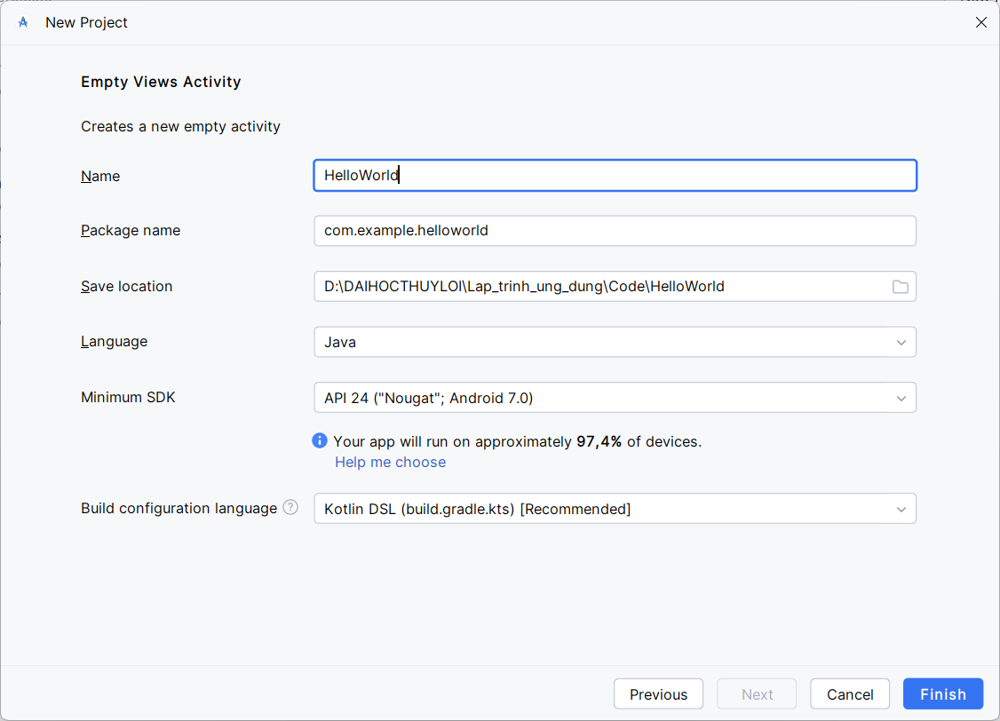 New Project
Empty Views Activity
Creates a new empty activity
Name HelloWorld
Package name com.example.helloworld
Save location D:\DAIHOCTHUYLOI\Lap_trinh_ung_dung\Code\HelloWorld
Language Java
Minimum SDK API 24 ("Nougat"; Android 7.0)
Your app will run on approximately 97,4% of devices.
Help me choose
Build configuration language Kotlin DSL (build.gradle.kts) [Recommended]
Previous Next Cancel Finish